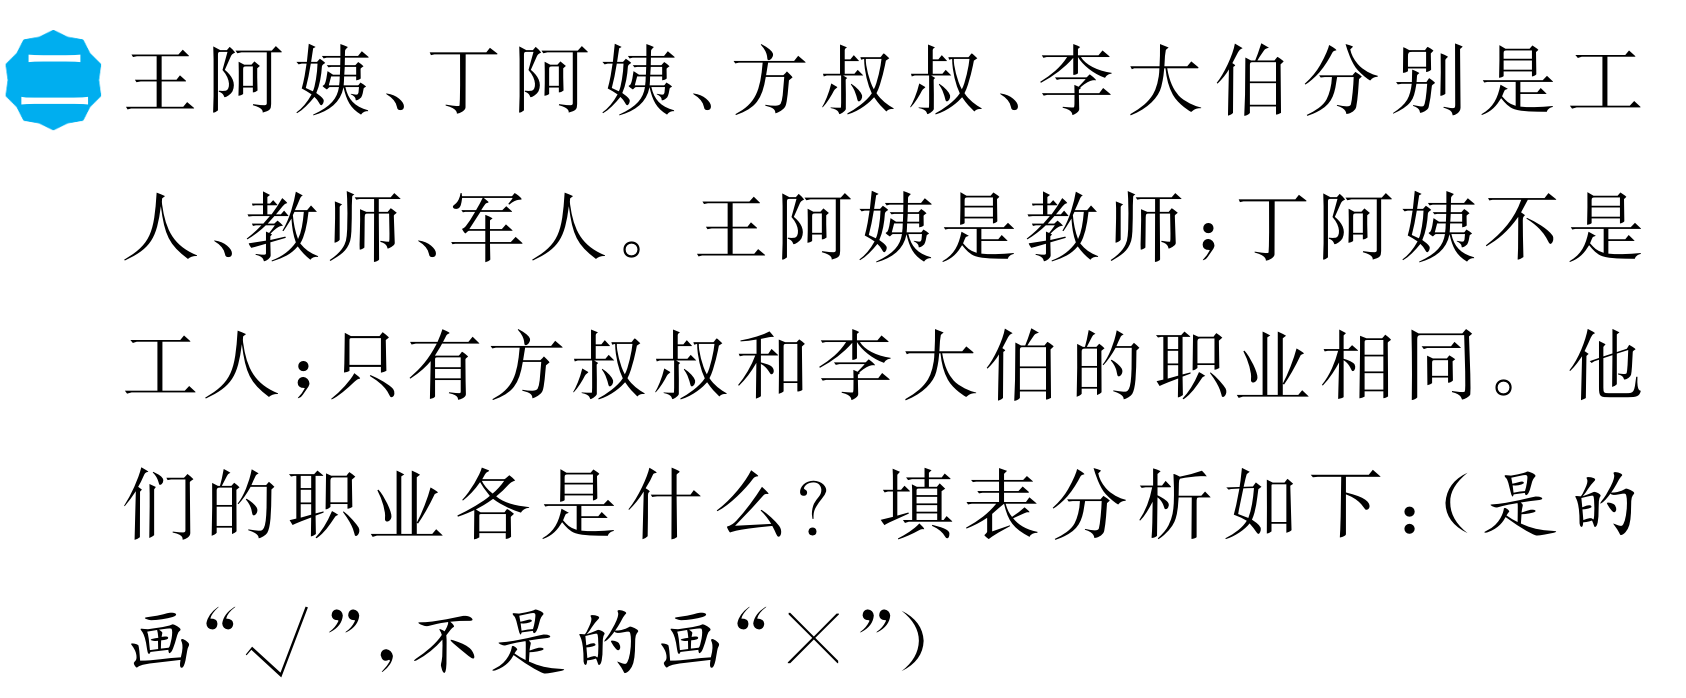 二 王阿姨、丁阿姨、方叔叔、李大伯分别是工
人、教师、军人。王阿姨是教师;丁阿姨不是
工人;只有方叔叔和李大伯的职业相同。他
们的职业各是什么?填表分析如下:(是的
画“√”,不是的画“×”)